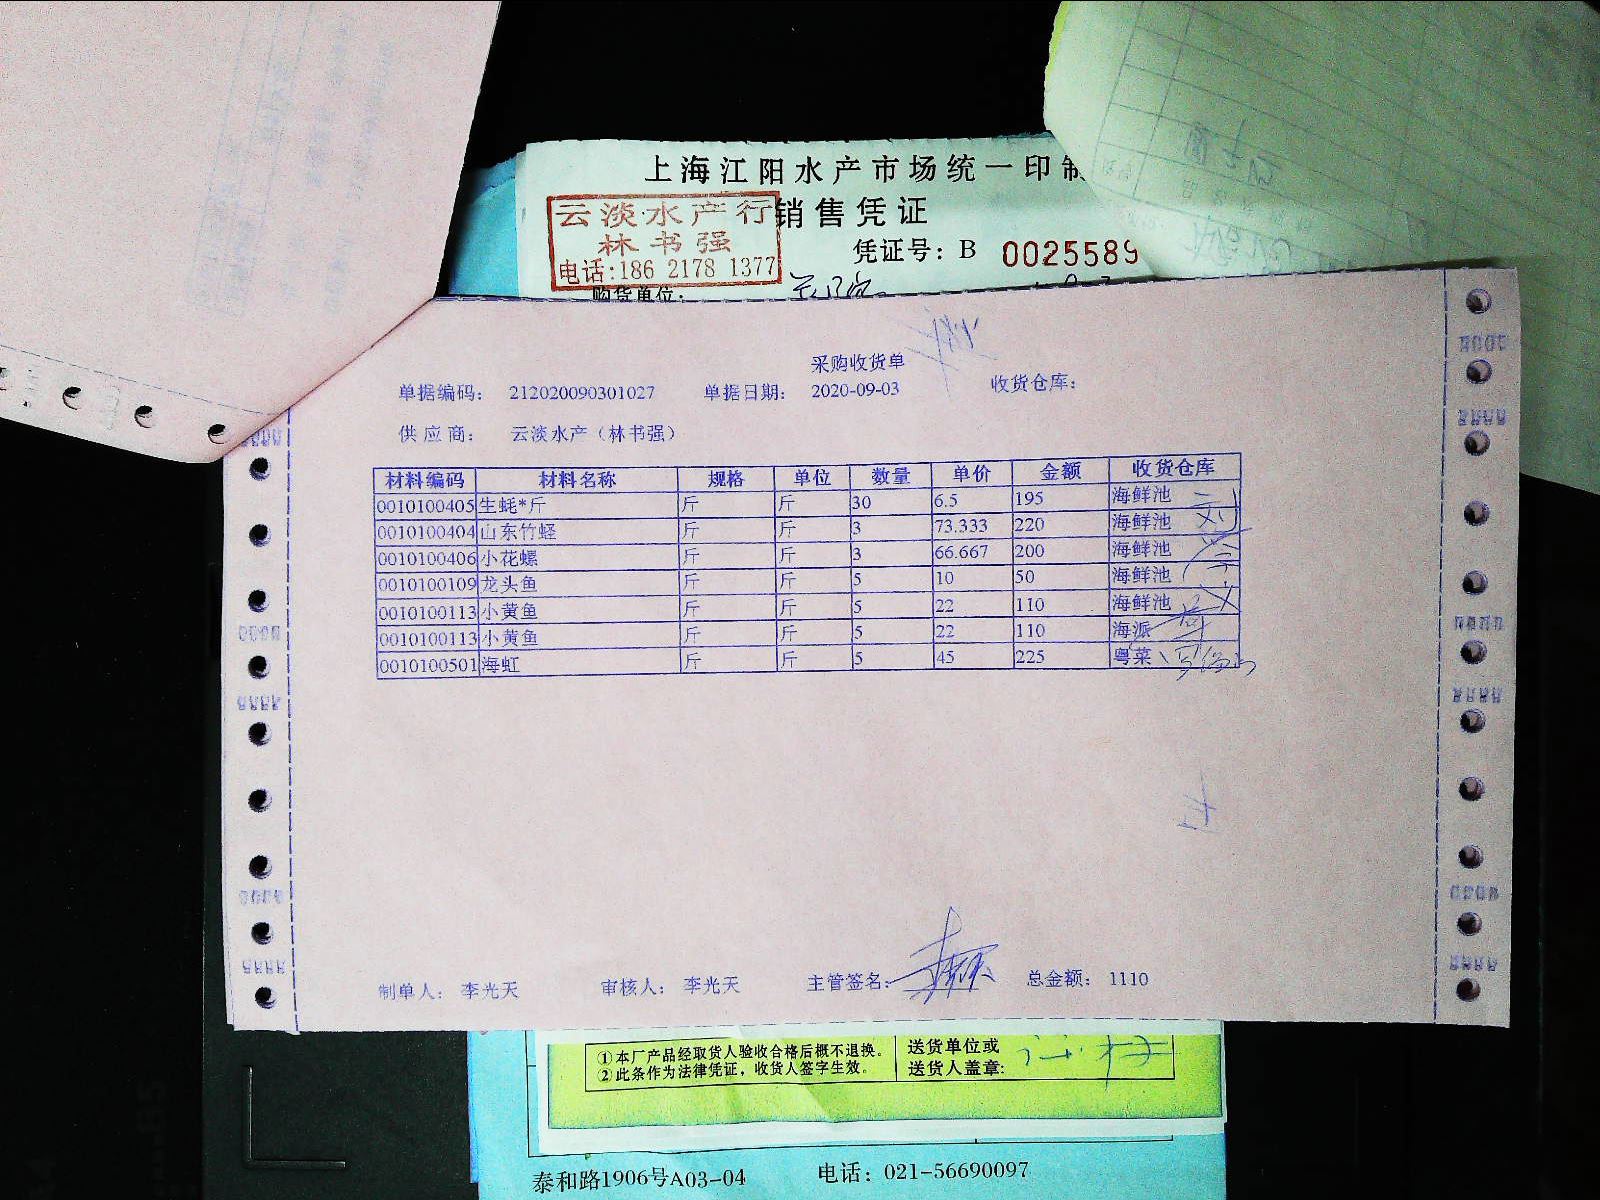 上海江阳水产市场统一印制
云淡水产行
销售凭证
林书强
凭证号：B 0025589
电话:186 2178 1377
购货单位:
采购收货单
单据编码： 212020090301027 单据日期： 2020-09-03 收货仓库：
供应商： 云淡水产（林书强）
材料编码 材料名称 规格 单位 数量 单价 金额 收货仓库
0010100405 生蚝*斤 斤 斤 30 6.5 195 海鲜池
0010100404 山东竹蛏 斤 斤 3 73.333 220 海鲜池
0010100406 小花螺 斤 斤 3 66.667 200 海鲜池
0010100109 龙头鱼 斤 斤 5 10 50 海鲜池
0010100113 小黄鱼 斤 斤 5 22 110 海鲜池
0010100113 小黄鱼 斤 斤 5 22 110 海派
0010100501 海虹 斤 斤 5 45 225 粤菜
制单人： 李光天 审核人： 李光天 主管签名： 总金额： 1110
①本厂产品经取货人验收合格后概不退换。
②此条作为法律凭证，收货人签字生效。
送货单位或
送货人盖章:
泰和路1906号A03-04 电话：021-56690097